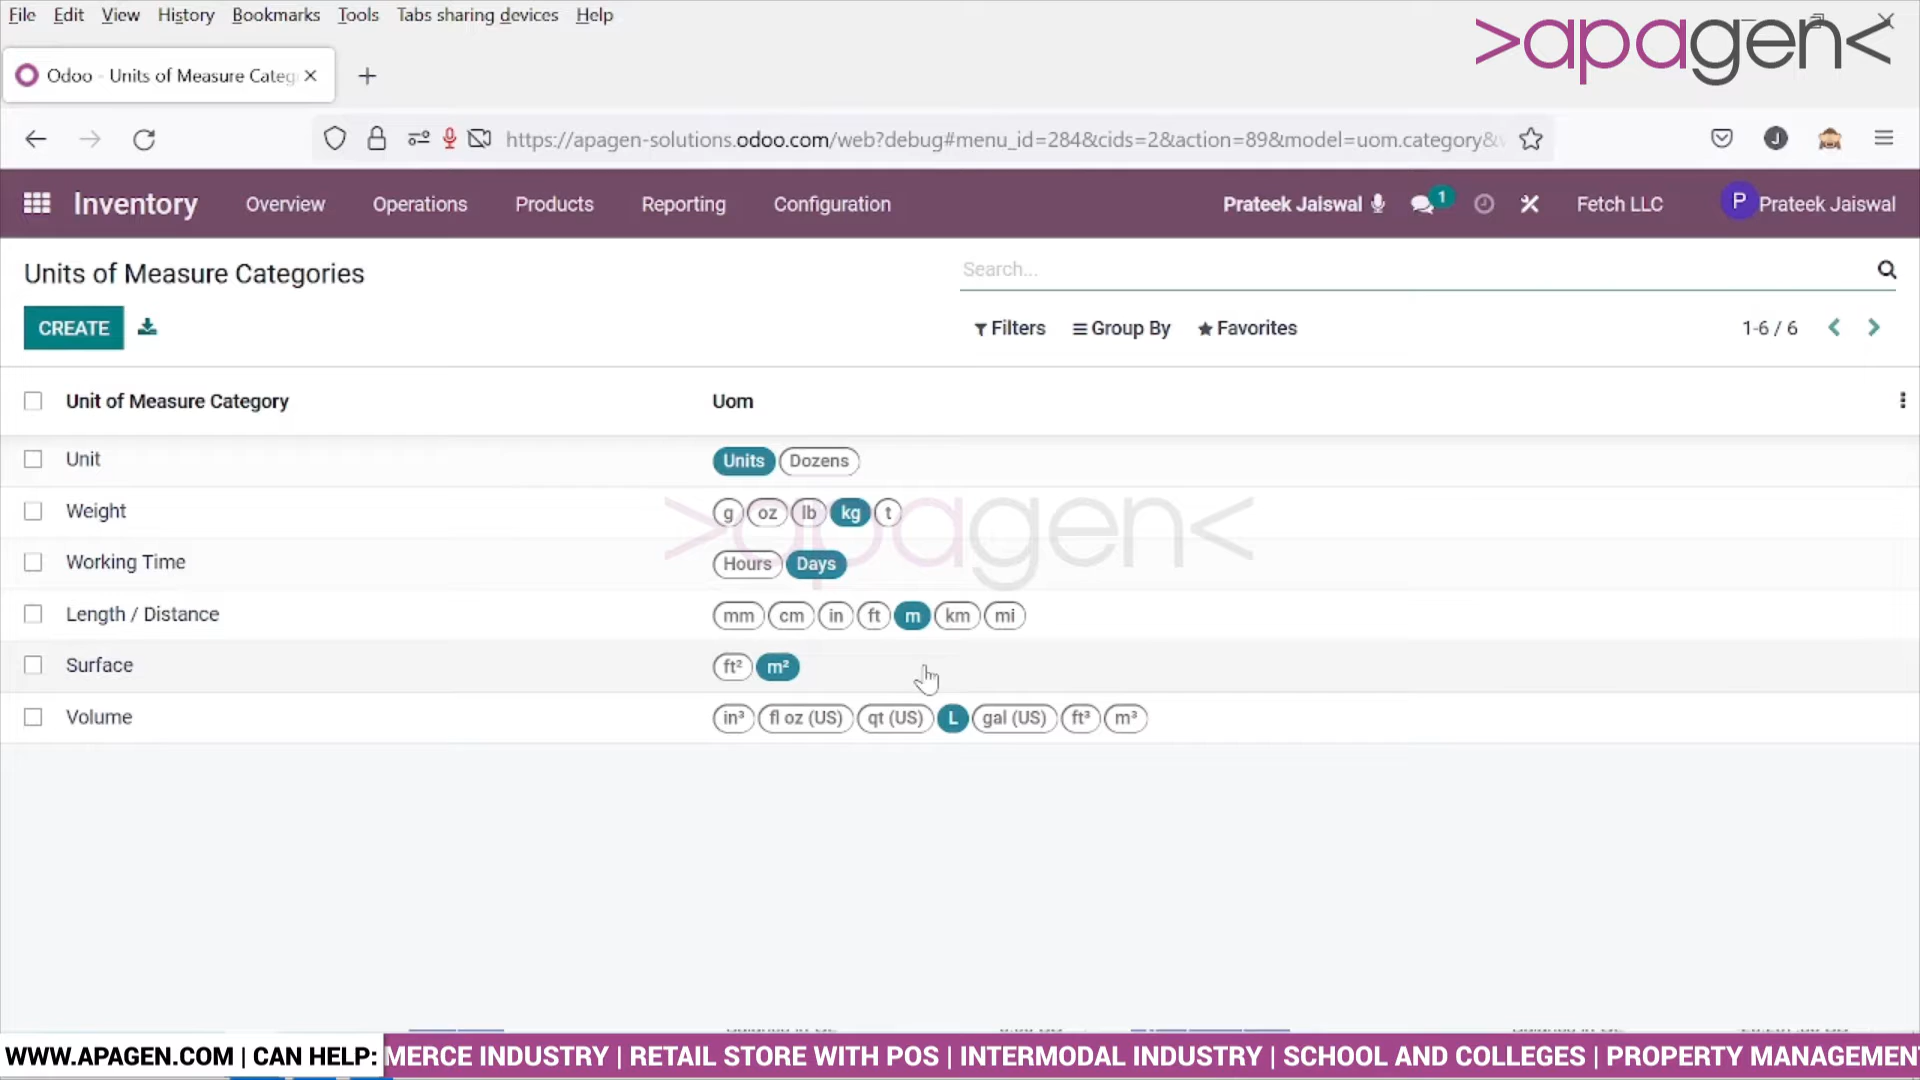 File Edit View History Bookmarks Tools Tabs sharing devices Help
>apagen<
Odoo - Units of Measure Categ
https://apagen-solutions.odoo.com/web?debug#menu_id=284&cids=2&action=89&model=uom.category&
Inventory Overview Operations Products Reporting Configuration Prateek Jaiswal 1 Fetch LLC P Prateek Jaiswal
Units of Measure Categories
Search...
CREATE
Filters Group By Favorites 1-6 / 6
Unit of Measure Category Uom
Unit Units Dozens
Weight g oz lb kg t
>apagen<
Working Time Hours Days
Length / Distance mm cm in ft m km mi
Surface ft² m²
Volume in³ fl oz (US) qt (US) L gal (US) ft³ m³
WWW.APAGEN.COM | CAN HELP: MERCE INDUSTRY | RETAIL STORE WITH POS | INTERMODAL INDUSTRY | SCHOOL AND COLLEGES | PROPERTY MANAGEMEN